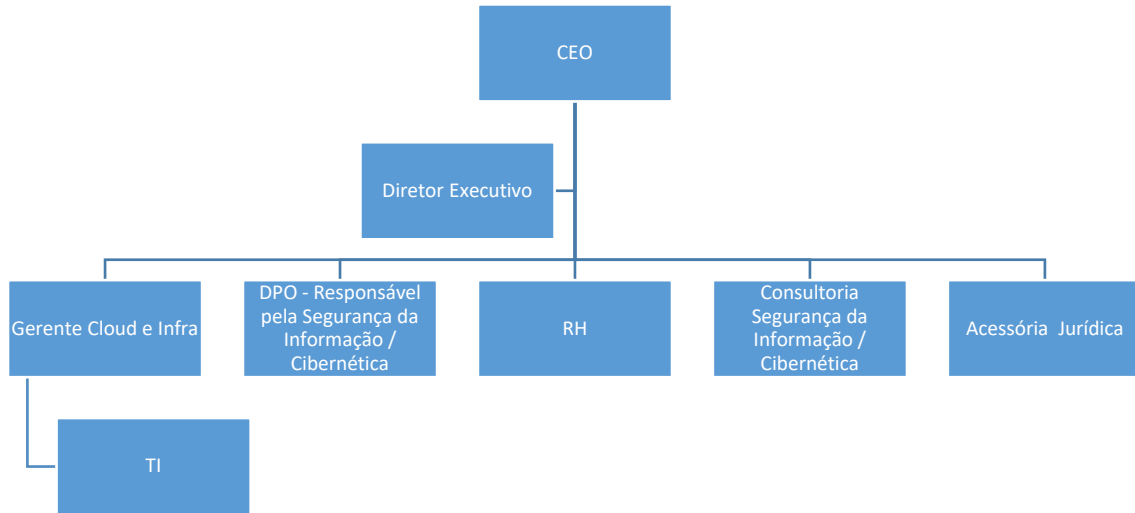 CEO
Diretor Executivo
Gerente Cloud e Infra
DPO - Responsável
pela Segurança da
Informação /
Cibernética
RH
Consultoria
Segurança da
Informação /
Cibernética
Acessória Jurídica
TI